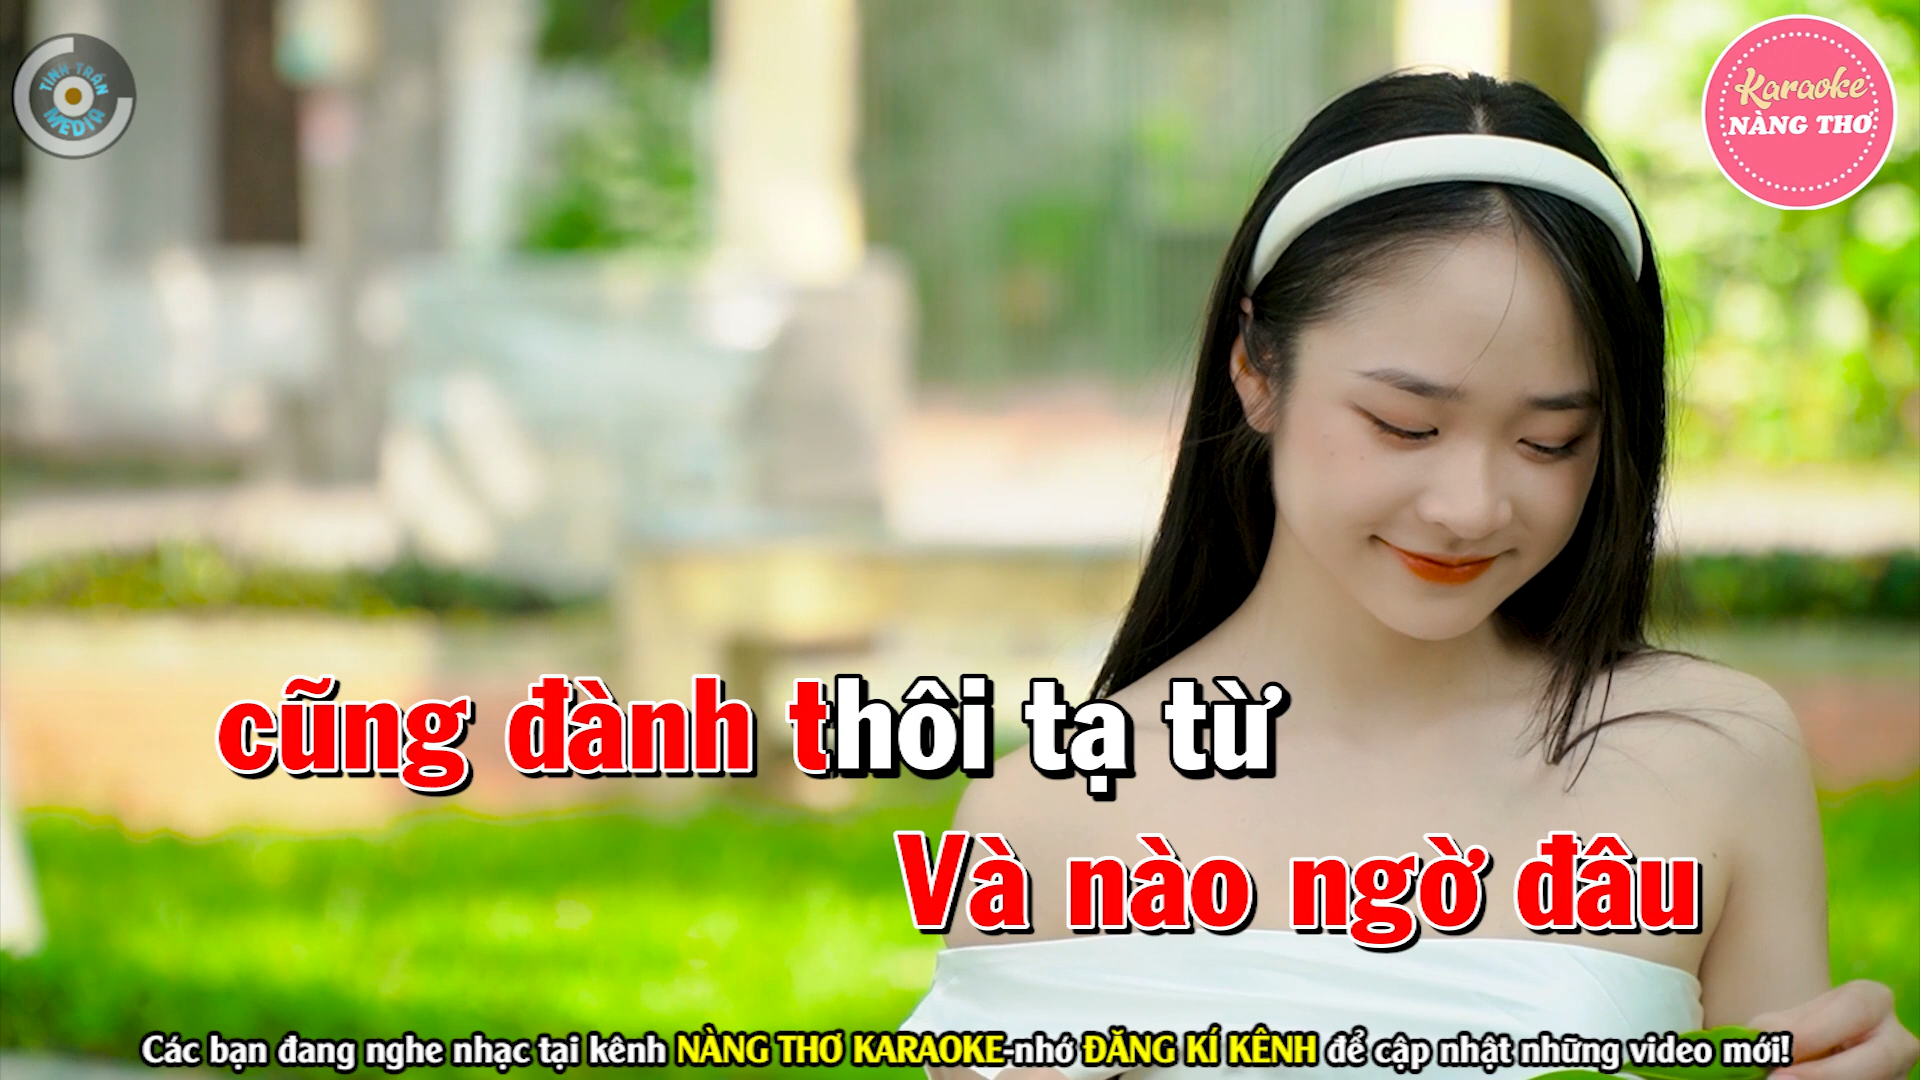 TINH TRẦN
MEDIA
Karaoke
NÀNG THƠ
cũng đành thôi tạ từ
Và nào ngờ đâu
Các bạn đang nghe nhạc tại kênh NÀNG THƠ KARAOKE-nhớ ĐĂNG KÍ KÊNH để cập nhật những video mới!